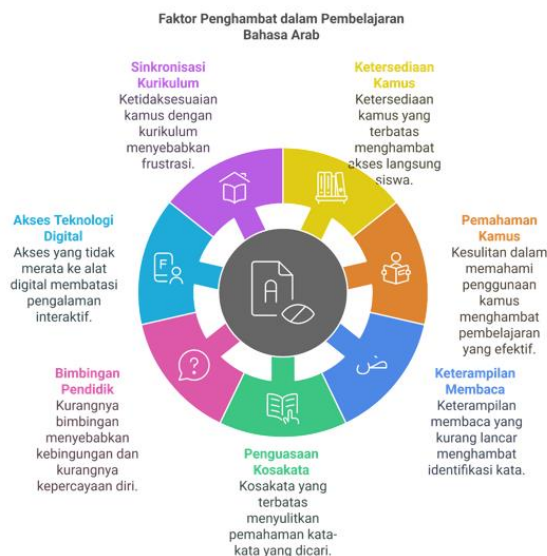 Faktor Penghambat dalam Pembelajaran
Bahasa Arab
Sinkronisasi
Kurikulum
Ketidaksesuaian
kamus dengan
kurikulum
menyebabkan
frustrasi.
Ketersediaan
Kamus
Ketersediaan
kamus yang
terbatas
menghambat
akses langsung
siswa.
Akses Teknologi
Digital
Akses yang tidak
merata ke alat
digital membatasi
pengalaman
interaktif.
F
A
Pemahaman
Kamus
Kesulitan dalam
memahami
penggunaan
kamus
menghambat
pembelajaran
yang efektif.
Bimbingan
Pendidik
Kurangnya
bimbingan
menyebabkan
kebingungan dan
kurangnya
kepercayaan diri.
?
ض
Keterampilan
Membaca
Keterampilan
membaca yang
kurang lancar
menghambat
identifikasi kata.
Penguasaan
Kosakata
Kosakata yang
terbatas
menyulitkan
pemahaman kata-
kata yang dicari.